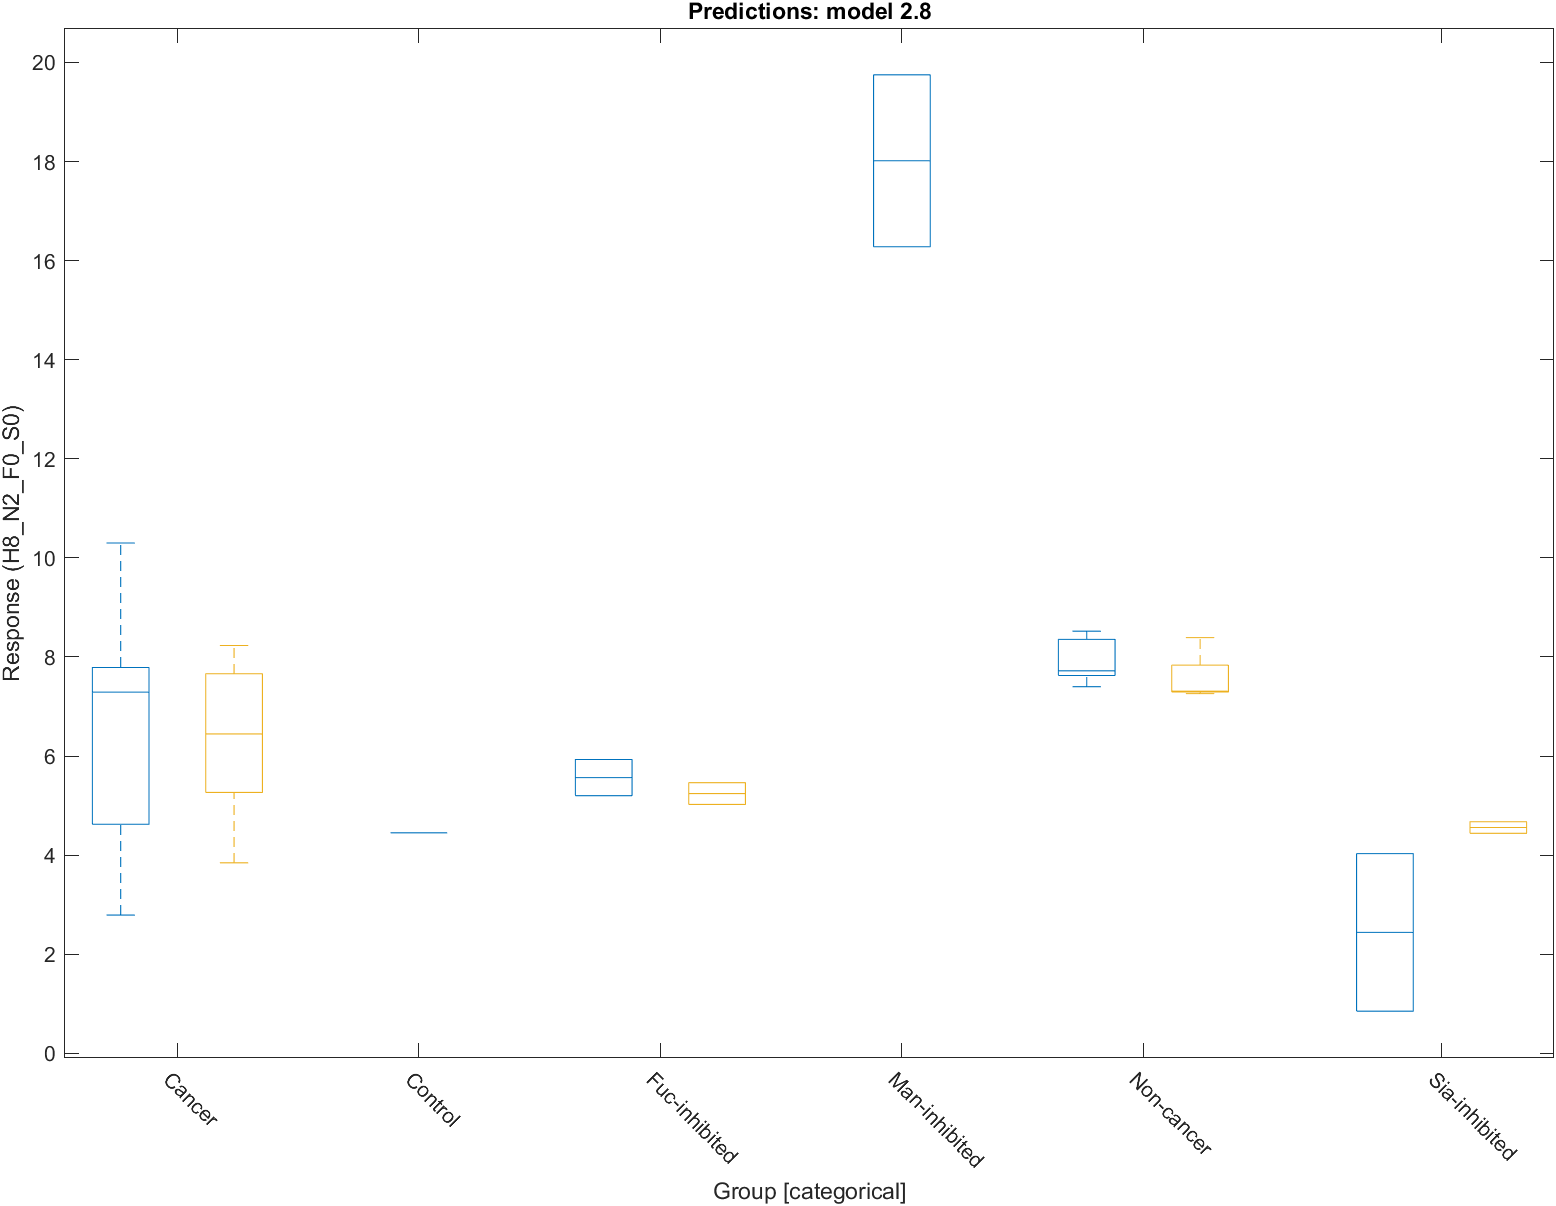 Predictions: model 2.8
Response (H8_N2_F0_S0)
20
18
16
14
12
10
8
6
4
2
0
Cancer
Control
Fuc-inhibited
Man-inhibited
Non-cancer
Sia-inhibited
Group [categorical]